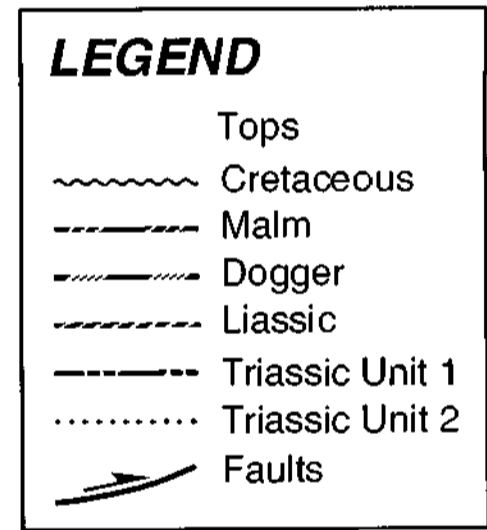 LEGEND
Tops
Cretaceous
Malm
Dogger
Liassic
Triassic Unit 1
Triassic Unit 2
Faults